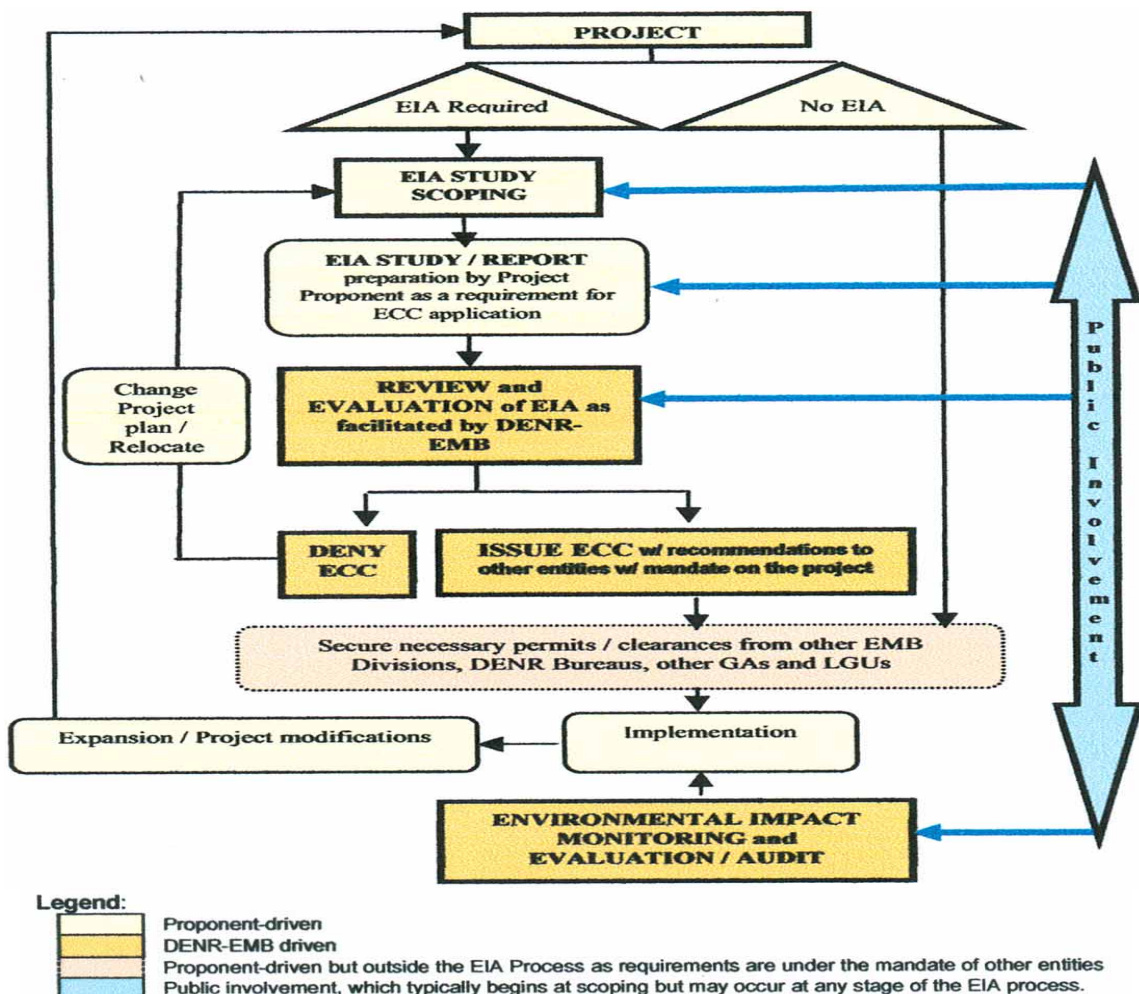 PROJECT
EIA Required
No EIA
EIA STUDY
SCOPING
EIA STUDY / REPORT
preparation by Project
Proponent as a requirement for
ECC application
Change
Project
plan /
Relocate
REVIEW and
EVALUATION of EIA as
facilitated by DENR-
EMB
DENY
ECC
ISSUE ECC w/ recommendations to
other entities w/ mandate on the project
Secure necessary permits / clearances from other EMB
Divisions, DENR Bureaus, other GAs and LGUs
Expansion / Project modifications
Implementation
ENVIRONMENTAL IMPACT
MONITORING and
EVALUATION / AUDIT
Public Involvement
Legend:
Proponent-driven
DENR-EMB driven
Proponent-driven but outside the EIA Process as requirements are under the mandate of other entities
Public involvement, which typically begins at scoping but may occur at any stage of the EIA process.